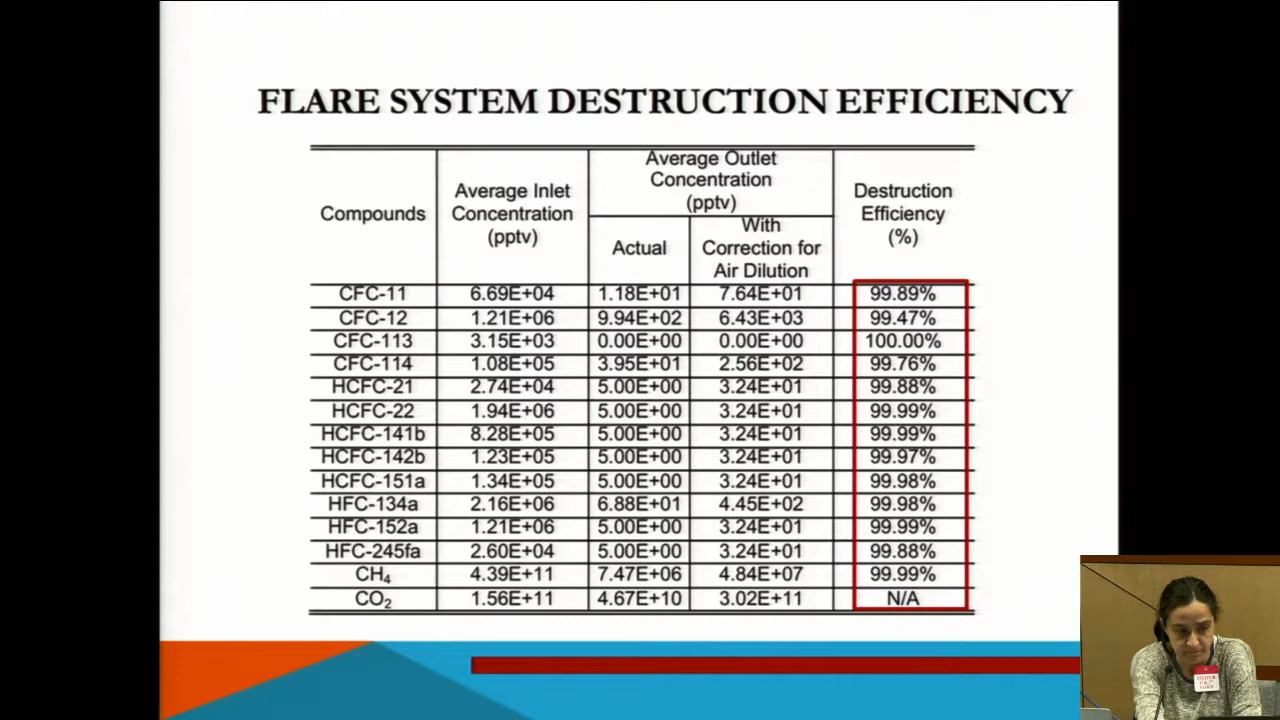 FLARE SYSTEM DESTRUCTION EFFICIENCY
Compounds
Average Inlet
Concentration
(pptv)
Average Outlet
Concentration
(pptv)
Actual
With
Correction for
Air Dilution
Destruction
Efficiency
(%)
CFC-11 6.69E+04 1.18E+01 7.64E+01 99.89%
CFC-12 1.21E+06 9.94E+02 6.43E+03 99.47%
CFC-113 3.15E+03 0.00E+00 0.00E+00 100.00%
CFC-114 1.08E+05 3.95E+01 2.56E+02 99.76%
HCFC-21 2.74E+04 5.00E+00 3.24E+01 99.88%
HCFC-22 1.94E+06 5.00E+00 3.24E+01 99.99%
HCFC-141b 8.28E+05 5.00E+00 3.24E+01 99.99%
HCFC-142b 1.23E+05 5.00E+00 3.24E+01 99.97%
HCFC-151a 1.34E+05 5.00E+00 3.24E+01 99.98%
HFC-134a 2.16E+06 6.88E+01 4.45E+02 99.98%
HFC-152a 1.21E+06 5.00E+00 3.24E+01 99.99%
HFC-245fa 2.60E+04 5.00E+00 3.24E+01 99.88%
CH₄ 4.39E+11 7.47E+06 4.84E+07 99.99%
CO₂ 1.56E+11 4.67E+10 3.02E+11 N/A
VISITOR